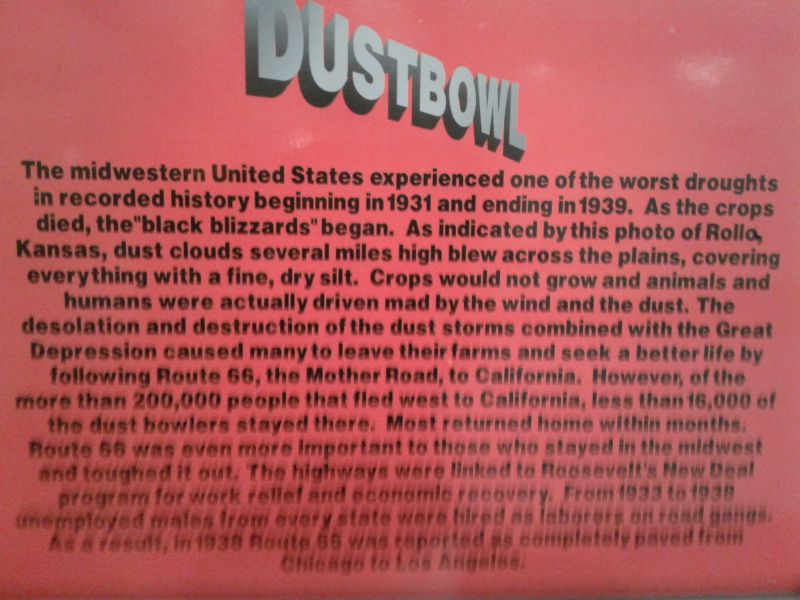 DUSTBOWL
The midwestern United States experienced one of the worst droughts
in recorded history beginning in 1931 and ending in 1939. As the crops
died, the "black blizzards" began. As indicated by this photo of Rolla,
Kansas, dust clouds several miles high blew across the plains, covering
everything with a fine, dry silt. Crops would not grow and animals and
humans were actually driven mad by the wind and the dust. The
desolation and destruction of the dust storms combined with the Great
Depression caused many to leave their farms and seek a better life by
following Route 66, the Mother Road, to California. However, of the
more than 200,000 people that fled west to California, less than 16,000 of
the dust bowlers stayed there. Most returned home within months.
Route 66 was even more important to those who stayed in the midwest
and toughed it out. The highways were linked to Roosevelt's New Deal
program for work relief and economic recovery. From 1933 to 1938
unemployed males from every state were hired as laborers on road gangs.
As a result, in 1938 Route 66 was reported as completely paved from
Chicago to Los Angeles.